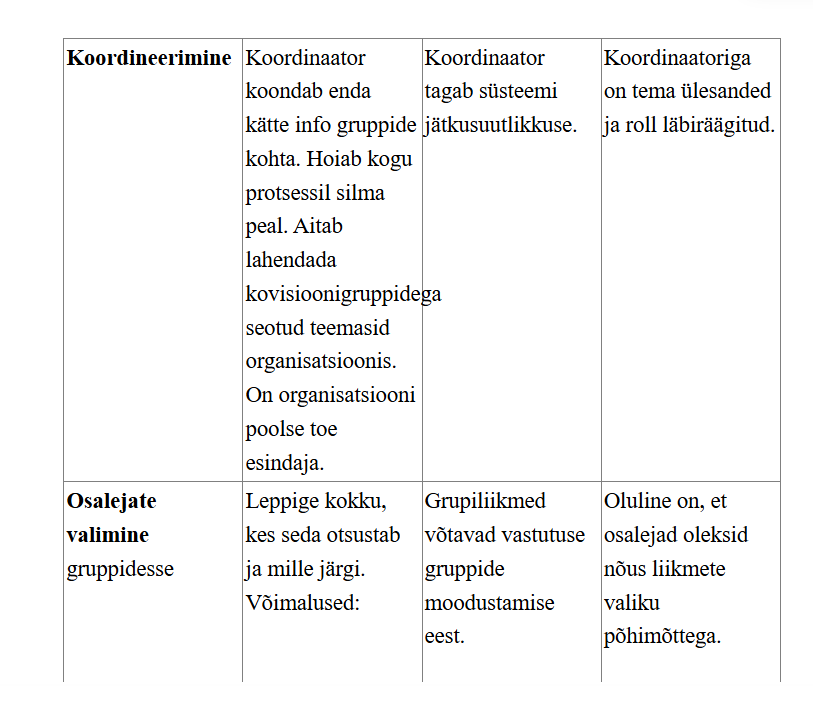 Koordineerimine
Koordinaator
koondab enda
kätte info gruppide
kohta. Hoiab kogu
protsessil silma
peal. Aitab
lahendada
kovisioonigruppidega
seotud teemasid
organisatsioonis.
On organisatsiooni
poolse toe
esindaja.
Koordinaator
tagab süsteemi
jätkusuutlikkuse.
Koordinaatoriga
on tema ülesanded
ja roll läbiräägitud.
Osalejate
valimine
gruppidesse
Leppige kokku,
kes seda otsustab
ja mille järgi.
Võimalused:
Grupiliikmed
võtavad vastutuse
gruppide
moodustamise
eest.
Oluline on, et
osalejad oleksid
nõus liikmete
valiku
põhimõttega.